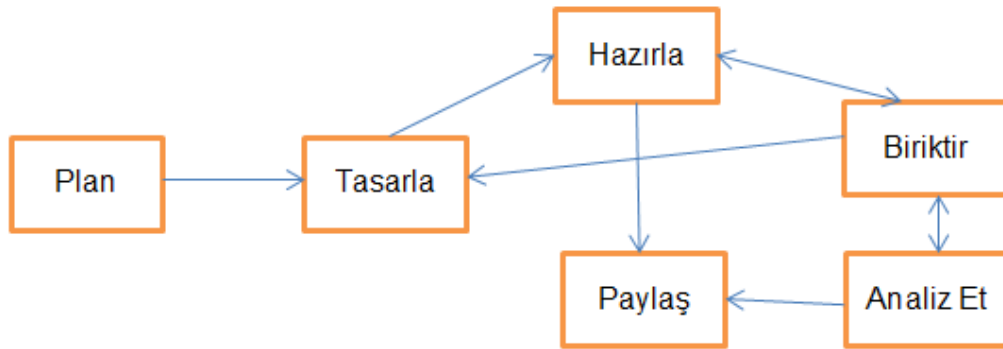 Hazırla
Biriktir
Plan
Tasarla
Paylaş
Analiz Et